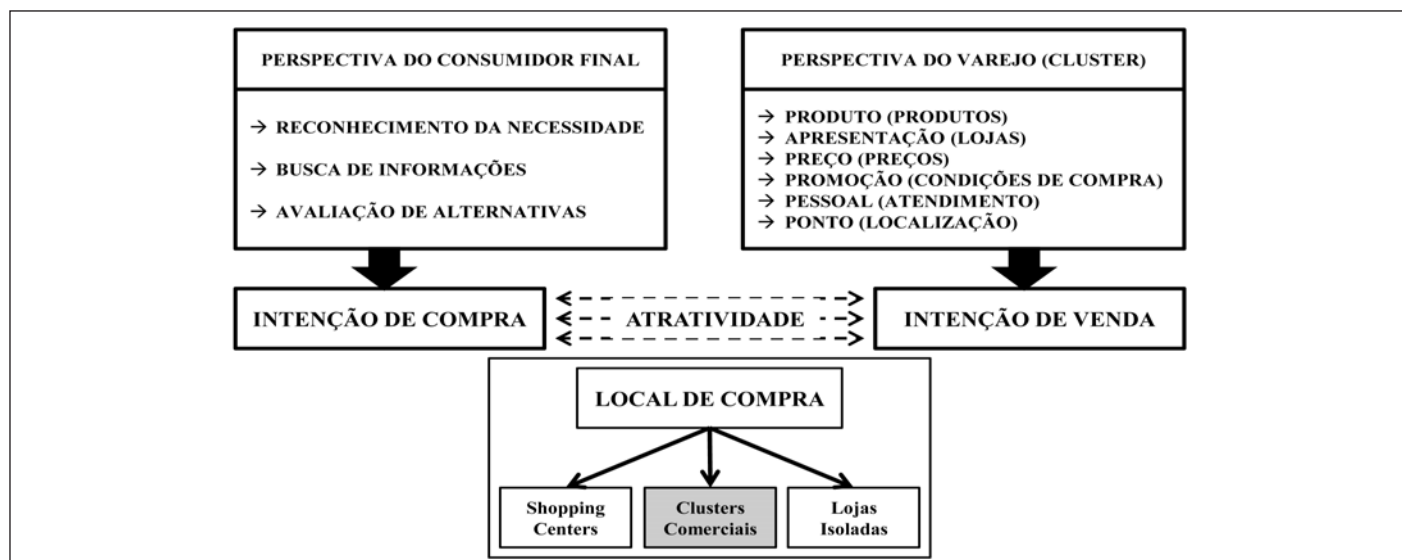 PERSPECTIVA DO CONSUMIDOR FINAL
→ RECONHECIMENTO DA NECESSIDADE
→ BUSCA DE INFORMAÇÕES
→ AVALIAÇÃO DE ALTERNATIVAS
PERSPECTIVA DO VAREJO (CLUSTER)
→ PRODUTO (PRODUTOS)
→ APRESENTAÇÃO (LOJAS)
→ PREÇO (PREÇOS)
→ PROMOÇÃO (CONDIÇÕES DE COMPRA)
→ PESSOAL (ATENDIMENTO)
→ PONTO (LOCALIZAÇÃO)
INTENÇÃO DE COMPRA
ATRATIVIDADE
INTENÇÃO DE VENDA
LOCAL DE COMPRA
Shopping
Centers
Clusters
Comerciais
Lojas
Isoladas